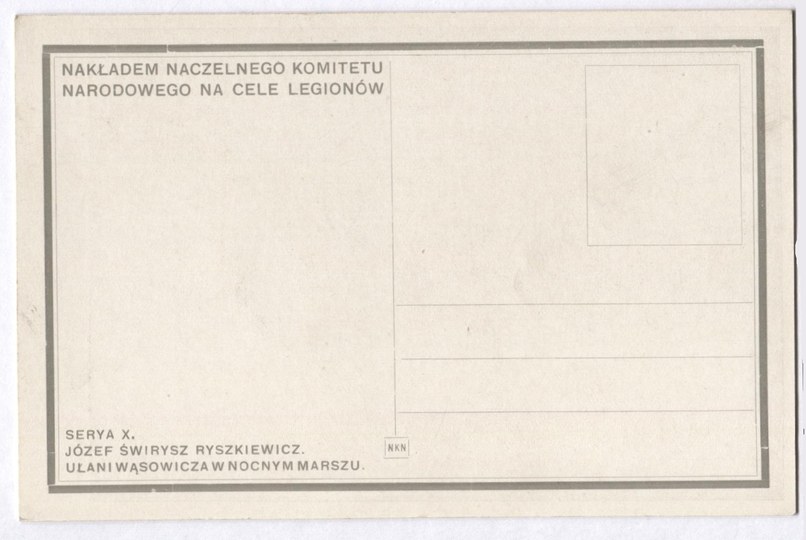 NAKŁADEM NACZELNEGO KOMITETU
NARODOWEGO NA CELE LEGIONÓW
SERYA X.
JÓZEF ŚWIRYSZ RYSZKIEWICZ.
UŁANI WĄSOWICZA W NOCNYM MARSZU.
NKN